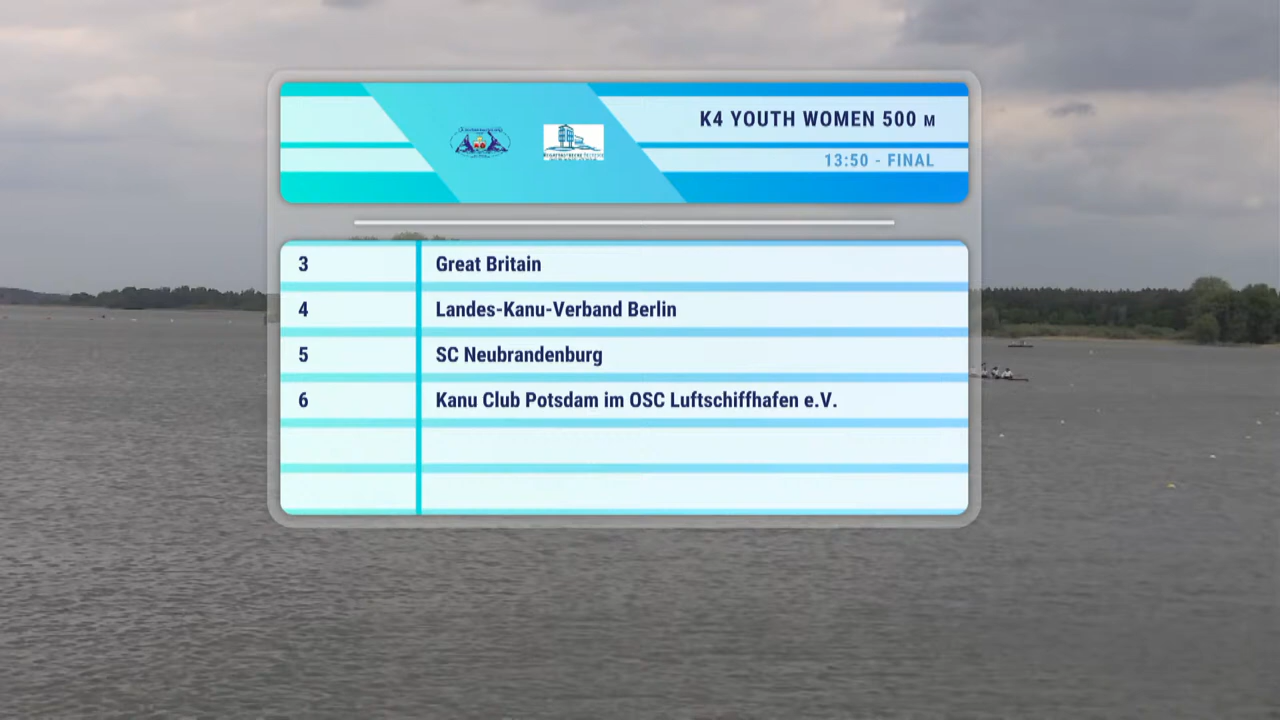 K4 YOUTH WOMEN 500 M
13:50 - FINAL
3 Great Britain
4 Landes-Kanu-Verband Berlin
5 SC Neubrandenburg
6 Kanu Club Potsdam im OSC Luftschiffhafen e.V.